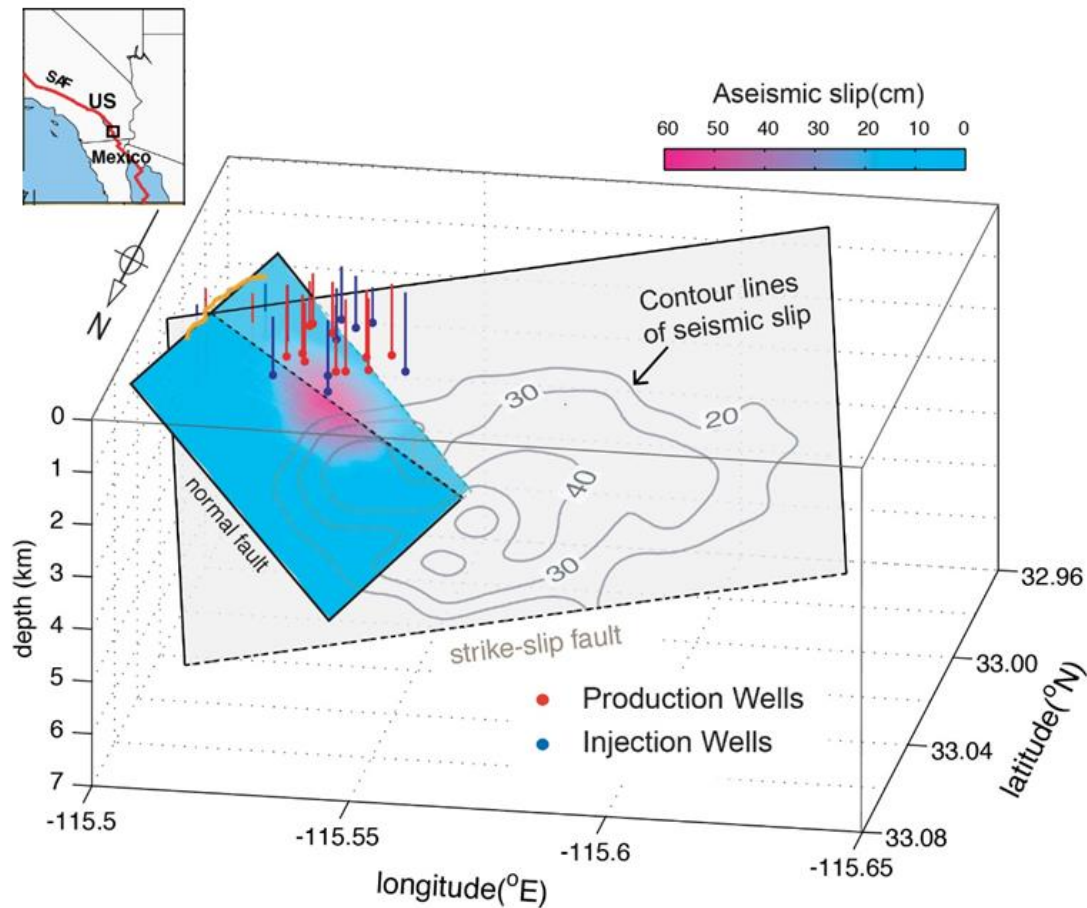 SAF
US
Mexico
N
Aseismic slip(cm)
60 50 40 30 20 10 0
Contour lines
of seismic slip
30
20
40
30
normal fault
strike-slip fault
Production Wells
Injection Wells
depth (km)
0
1
2
3
4
5
6
7
-115.5
-115.55
-115.6
-115.65
longitude(°E)
32.96
33.00
33.04
33.08
latitude(°N)